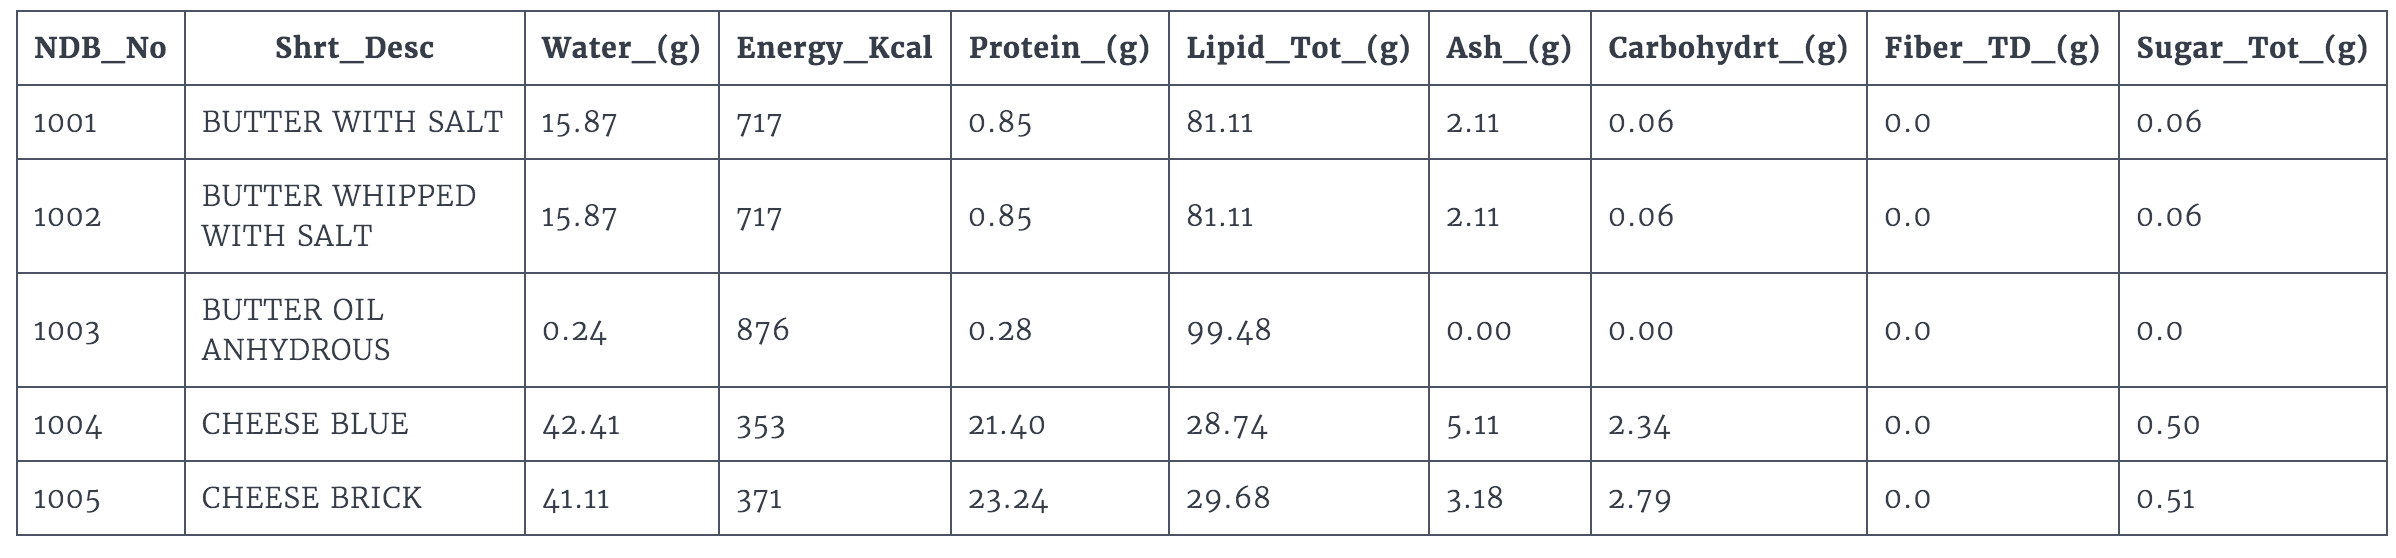 NDB_No Shrt_Desc Water_(g) Energy_Kcal Protein_(g) Lipid_Tot_(g) Ash_(g) Carbohydrt_(g) Fiber_TD_(g) Sugar_Tot_(g)
1001 BUTTER WITH SALT 15.87 717 0.85 81.11 2.11 0.06 0.0 0.06
1002 BUTTER WHIPPED
WITH SALT 15.87 717 0.85 81.11 2.11 0.06 0.0 0.06
1003 BUTTER OIL
ANHYDROUS 0.24 876 0.28 99.48 0.00 0.00 0.0 0.0
1004 CHEESE BLUE 42.41 353 21.40 28.74 5.11 2.34 0.0 0.50
1005 CHEESE BRICK 41.11 371 23.24 29.68 3.18 2.79 0.0 0.51